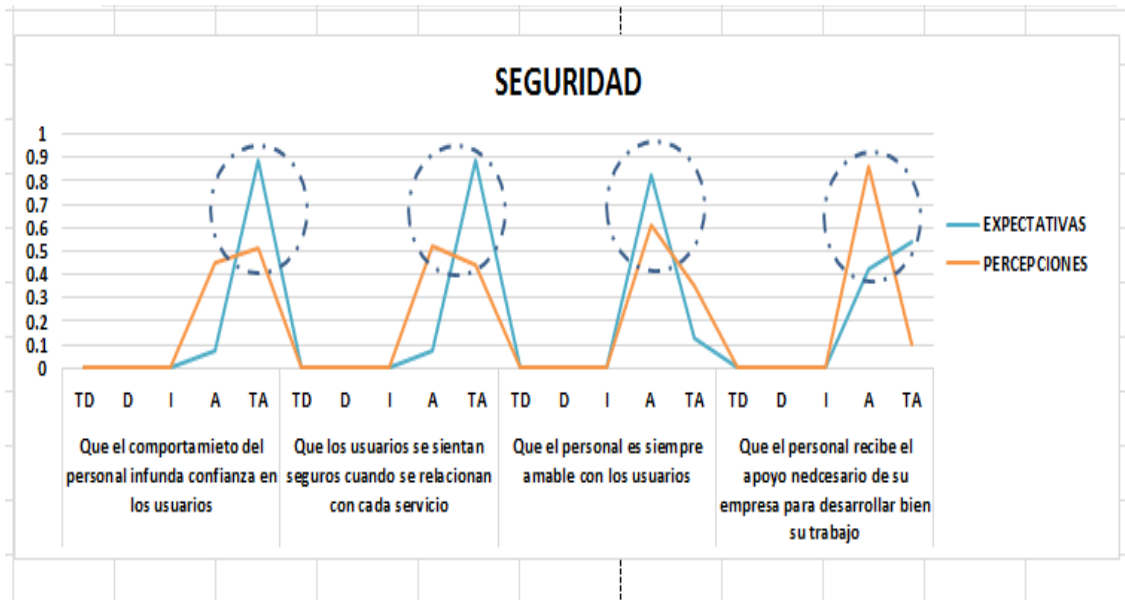 SEGURIDAD
1
0.9
0.8
0.7
0.6
0.5
0.4
0.3
0.2
0.1
0
EXPECTATIVAS
PERCEPCIONES
TD D I A TA TD D I A TA TD D I A TA TD D I A TA
Que el comportamieto del
personal infunda confianza en
los usuarios
Que los usuarios se sientan
seguros cuando se relacionan
con cada servicio
Que el personal es siempre
amable con los usuarios
Que el personal recibe el
apoyo nedcesario de su
empresa para desarrollar bien
su trabajo